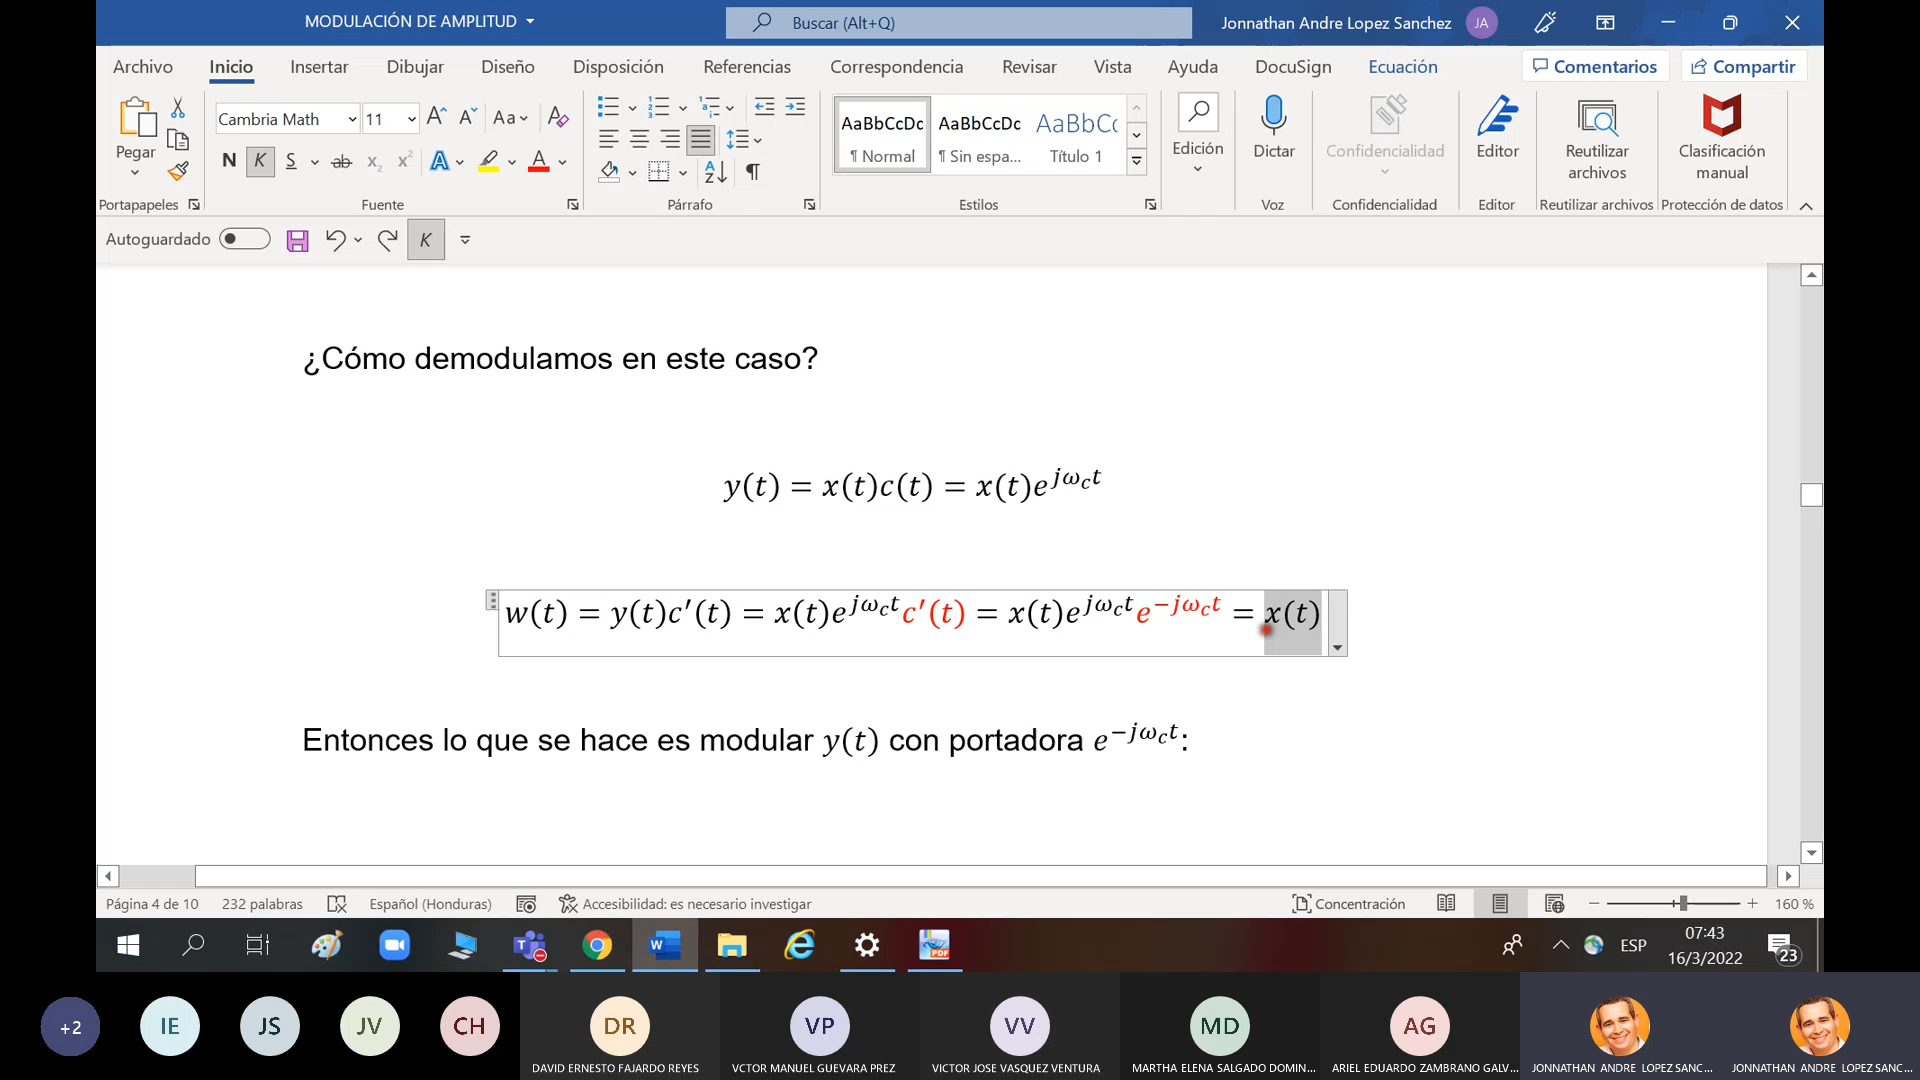 MODULACIÓN DE AMPLITUD
Buscar (Alt+Q)
Jonnathan Andre Lopez Sanchez
JA
Archivo Inicio Insertar Dibujar Diseño Disposición Referencias Correspondencia Revisar Vista Ayuda DocuSign Ecuación
Comentarios
Compartir
Pegar
Portapapeles
Cambria Math 11
Aa
N K S ab x₂ x² A A
Fuente
Párrafo
AaBbCcDc AaBbCcDc AaBbCc
¶ Normal ¶ Sin espa... Título 1
Estilos
Edición
Dictar
Voz
Confidencialidad
Confidencialidad
Editor
Editor
Reutilizar archivos
Reutilizar archivos
Clasificación manual
Protección de datos
Autoguardado
K
¿Cómo demodulamos en este caso?
y(t) = x(t)c(t) = x(t)e^{jω_c t}
w(t) = y(t)c′(t) = x(t)e^{jω_c t}c′(t) = x(t)e^{jω_c t}e^{−jω_c t} = x(t)
Entonces lo que se hace es modular y(t) con portadora e^{−jω_c t}:
Página 4 de 10
232 palabras
Español (Honduras)
Accesibilidad: es necesario investigar
Concentración
160 %
ESP
07:43
16/3/2022
23
+2 IE JS JV CH DR VP VV MD AG
DAVID ERNESTO FAJARDO REYES
VCTOR MANUEL GUEVARA PREZ
VICTOR JOSE VASQUEZ VENTURA
MARTHA ELENA SALGADO DOMIN...
ARIEL EDUARDO ZAMBRANO GALV...
JONNATHAN ANDRE LOPEZ SANC...
JONNATHAN ANDRE LOPEZ SANC...